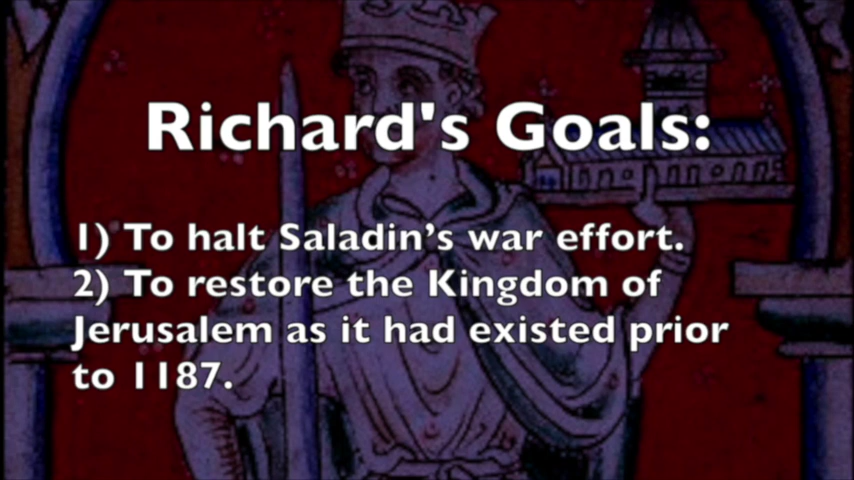 Richard's Goals:
1) To halt Saladin’s war effort.
2) To restore the Kingdom of
Jerusalem as it had existed prior
to 1187.